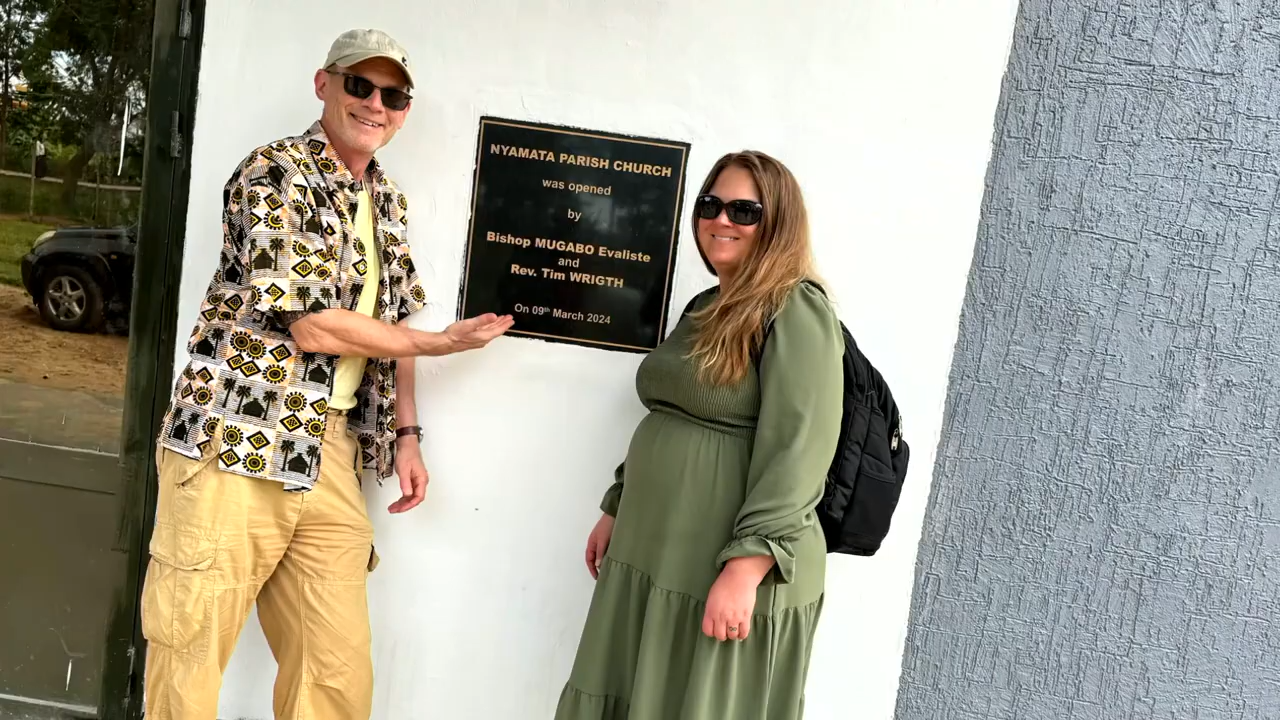 NYAMATA PARISH CHURCH
was opened
by
Bishop MUGABO Evaliste
and
Rev. Tim WRIGTH
On 09th March 2024